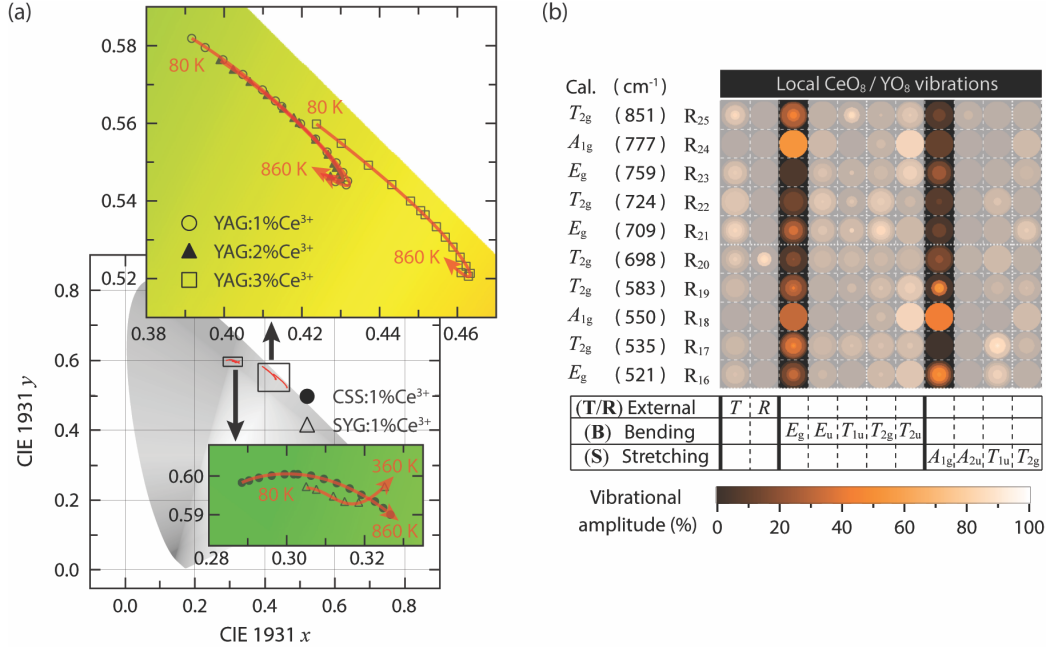 (a)
0.58
0.56
0.54
0.52
0.38
0.40
0.42
0.44
0.46
80 K
80 K
860 K
860 K
YAG:1%Ce³⁺
YAG:2%Ce³⁺
YAG:3%Ce³⁺
CIE 1931 y
0.8
0.6
0.4
0.2
0.0
0.0
0.2
0.4
0.6
0.8
CIE 1931 x
CSS:1%Ce³⁺
SYG:1%Ce³⁺
0.60
0.59
0.28
0.30
0.32
80 K
360 K
860 K
(b)
Cal. (cm⁻¹) Local CeO₈ / YO₈ vibrations
T₂g (851) R₂₅
A₁g (777) R₂₄
Eg (759) R₂₃
T₂g (724) R₂₂
Eg (709) R₂₁
T₂g (698) R₂₀
T₂g (583) R₁₉
A₁g (550) R₁₈
T₂g (535) R₁₇
Eg (521) R₁₆
(T/R) External T R
(B) Bending Eg Eu T₁u T₂g T₂u
(S) Stretching A₁g A₂u T₁u T₂g
Vibrational
amplitude (%)
0 20 40 60 80 100